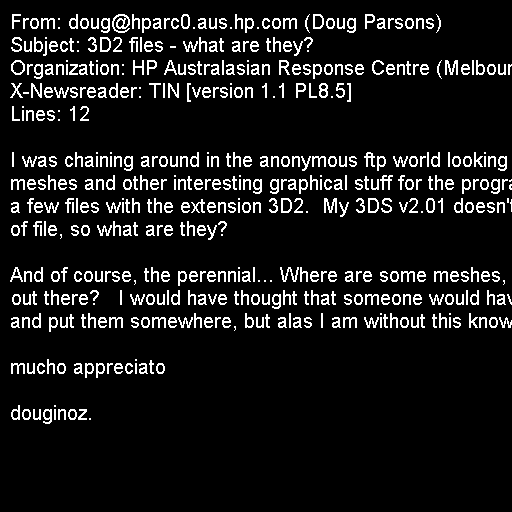 From: doug@hparc0.aus.hp.com (Doug Parsons)
Subject: 3D2 files - what are they?
Organization: HP Australasian Response Centre (Melbour
X-Newsreader: TIN [version 1.1 PL8.5]
Lines: 12

I was chaining around in the anonymous ftp world looking
meshes and other interesting graphical stuff for the progra
a few files with the extension 3D2.  My 3DS v2.01 doesn't
of file, so what are they?

And of course, the perennial... Where are some meshes,
out there?   I would have thought that someone would hav
and put them somewhere, but alas I am without this know

mucho appreciato

douginoz.